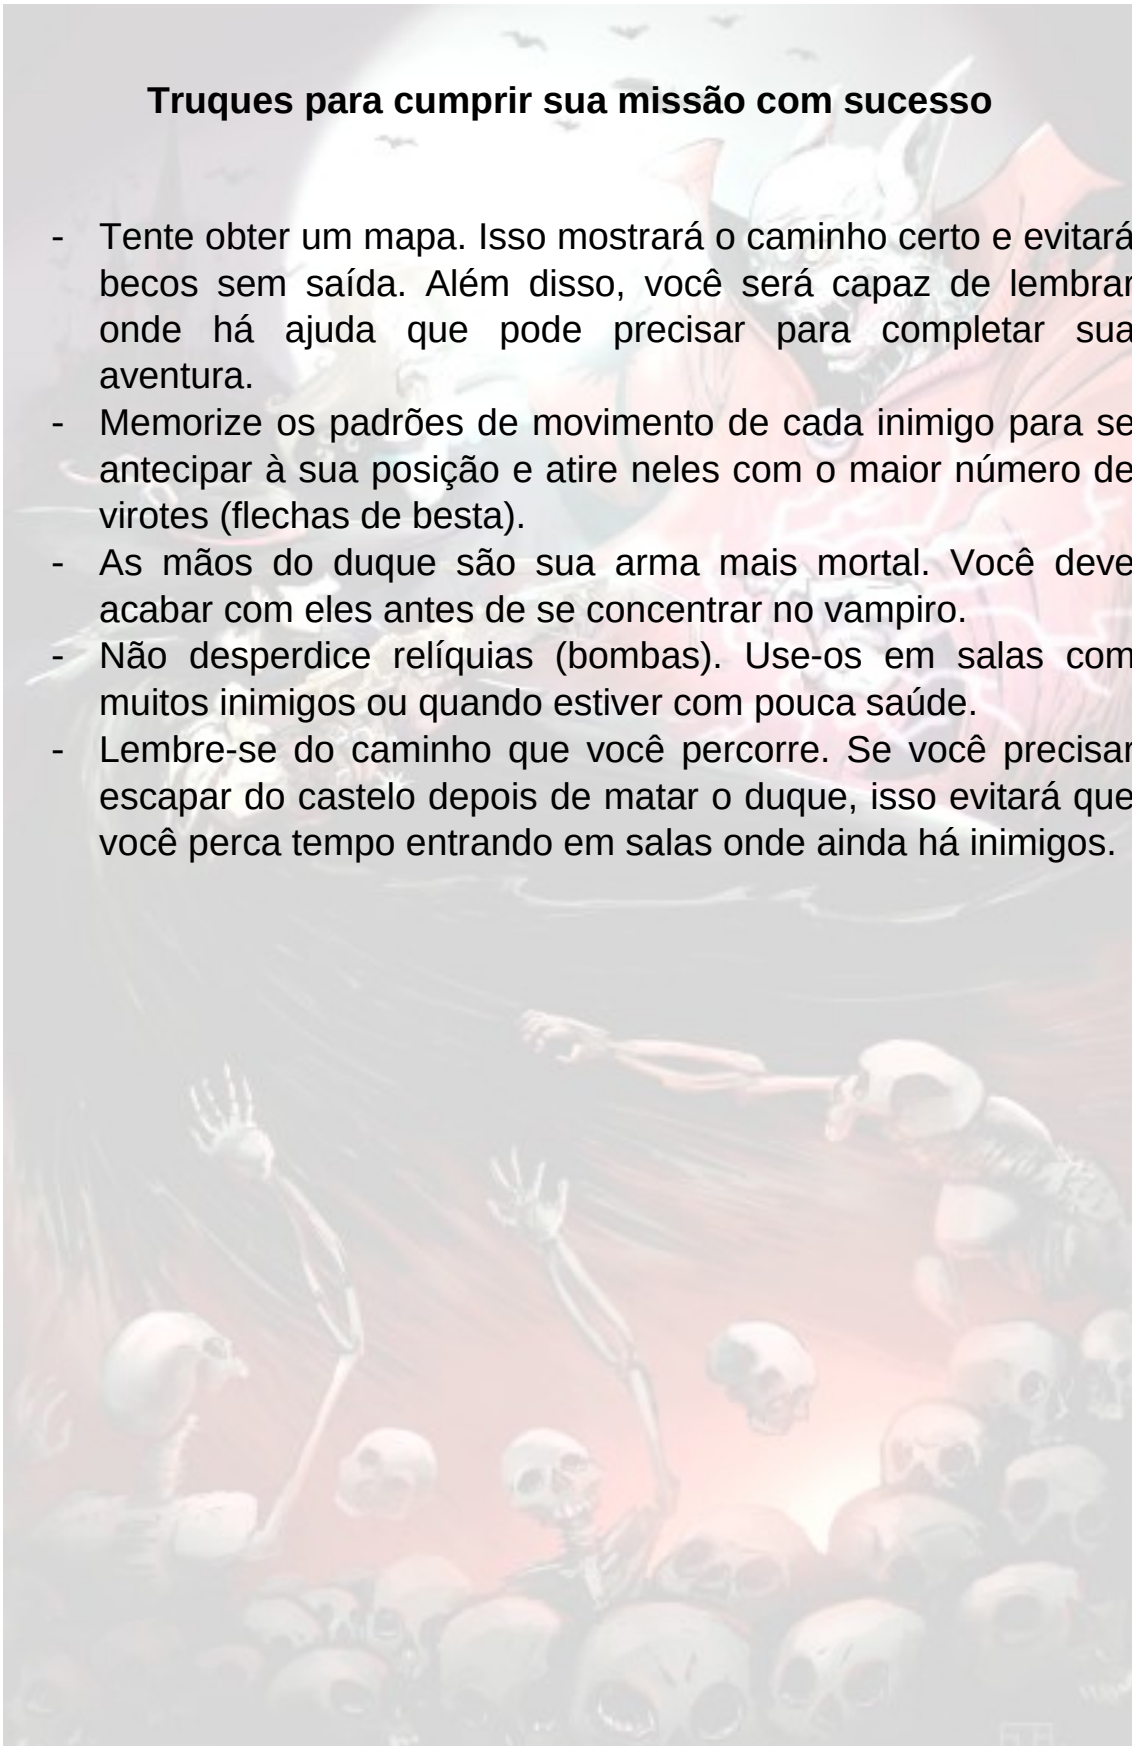 Truques para cumprir sua missão com sucesso
- Tente obter um mapa. Isso mostrará o caminho certo e evitará
becos sem saída. Além disso, você será capaz de lembrar
onde há ajuda que pode precisar para completar sua
aventura.
- Memorize os padrões de movimento de cada inimigo para se
antecipar à sua posição e atire neles com o maior número de
virotes (flechas de besta).
- As mãos do duque são sua arma mais mortal. Você deve
acabar com eles antes de se concentrar no vampiro.
- Não desperdice relíquias (bombas). Use-os em salas com
muitos inimigos ou quando estiver com pouca saúde.
- Lembre-se do caminho que você percorre. Se você precisar
escapar do castelo depois de matar o duque, isso evitará que
você perca tempo entrando em salas onde ainda há inimigos.